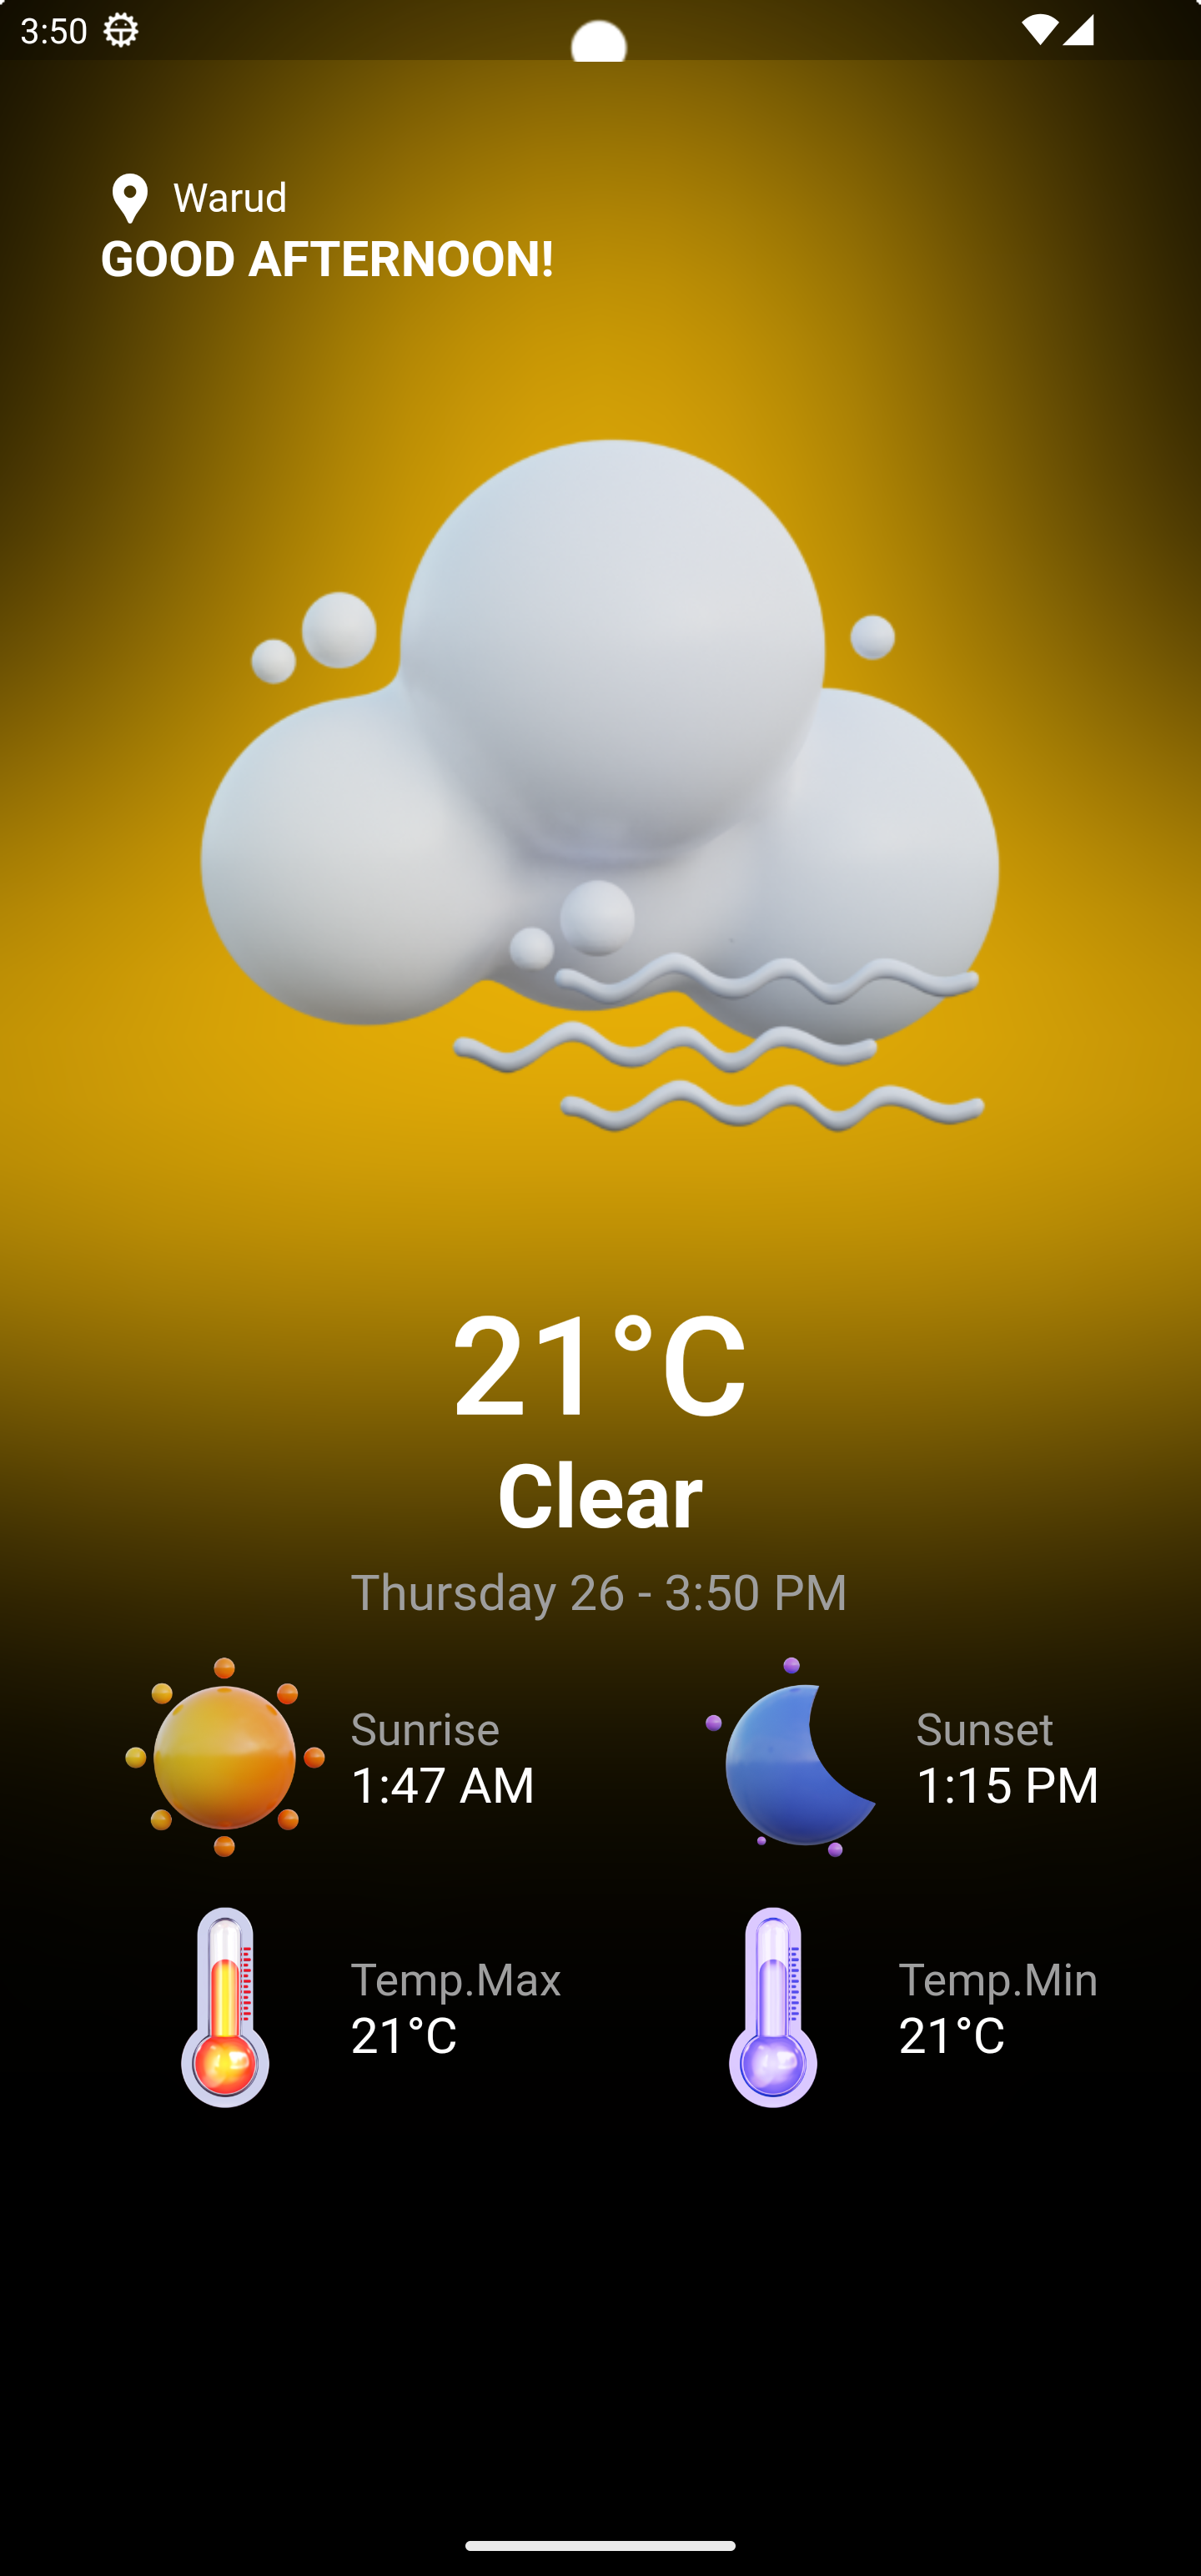 3:50
Warud
GOOD AFTERNOON!
21°C
Clear
Thursday 26 - 3:50 PM
Sunrise
1:47 AM
Sunset
1:15 PM
Temp.Max
21°C
Temp.Min
21°C